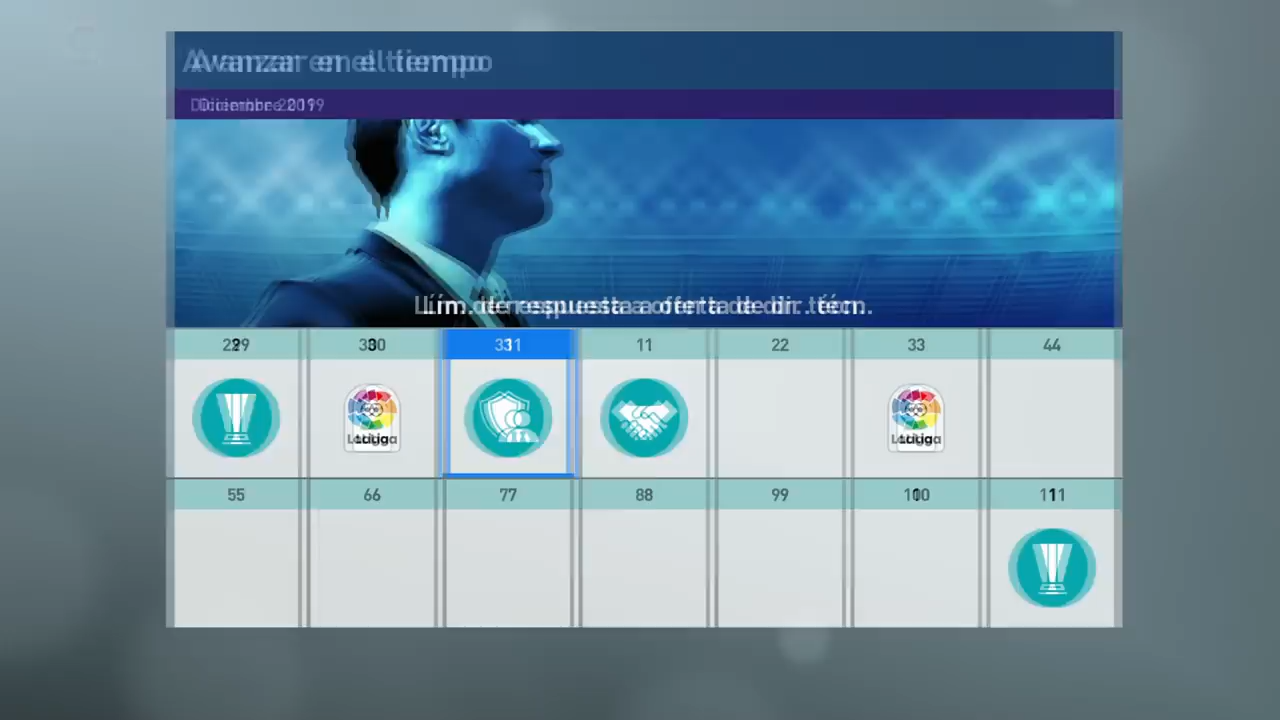 Avanzar en el tiempo
Diciembre 2019
Lím. de respuesta a oferta de dir. téc..
29 30 31 1 2 3 4
LaLiga LaLiga
5 6 7 8 9 10 11